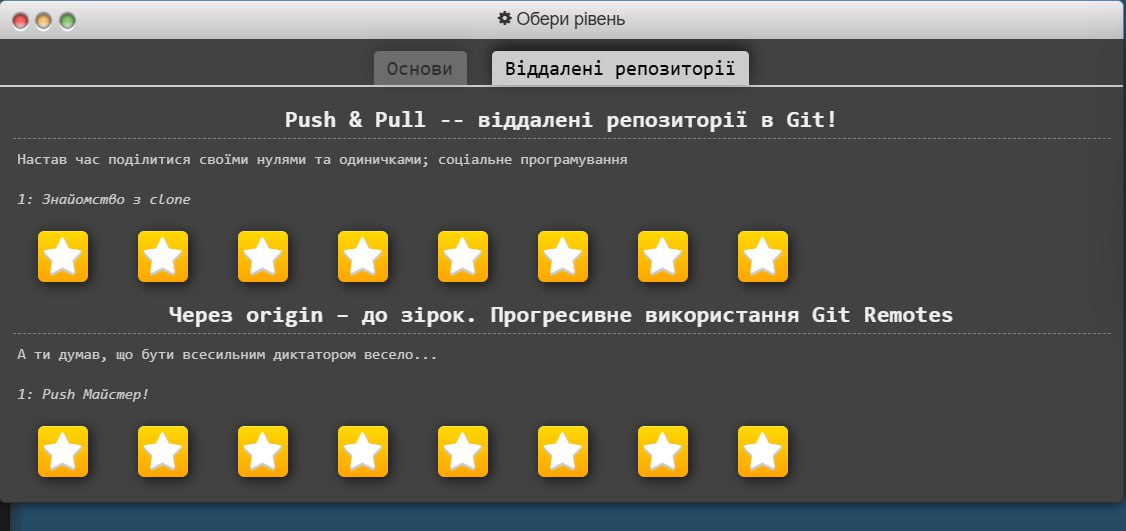 Обери рівень
Основи
Віддалені репозиторії
Push & Pull -- віддалені репозиторії в Git!
Настав час поділитися своїми нулями та одиничками; соціальне програмування
1: Знайомство з clone
Через origin – до зірок. Прогресивне використання Git Remotes
А ти думав, що бути всесильним диктатором весело...
1: Push Майстер!